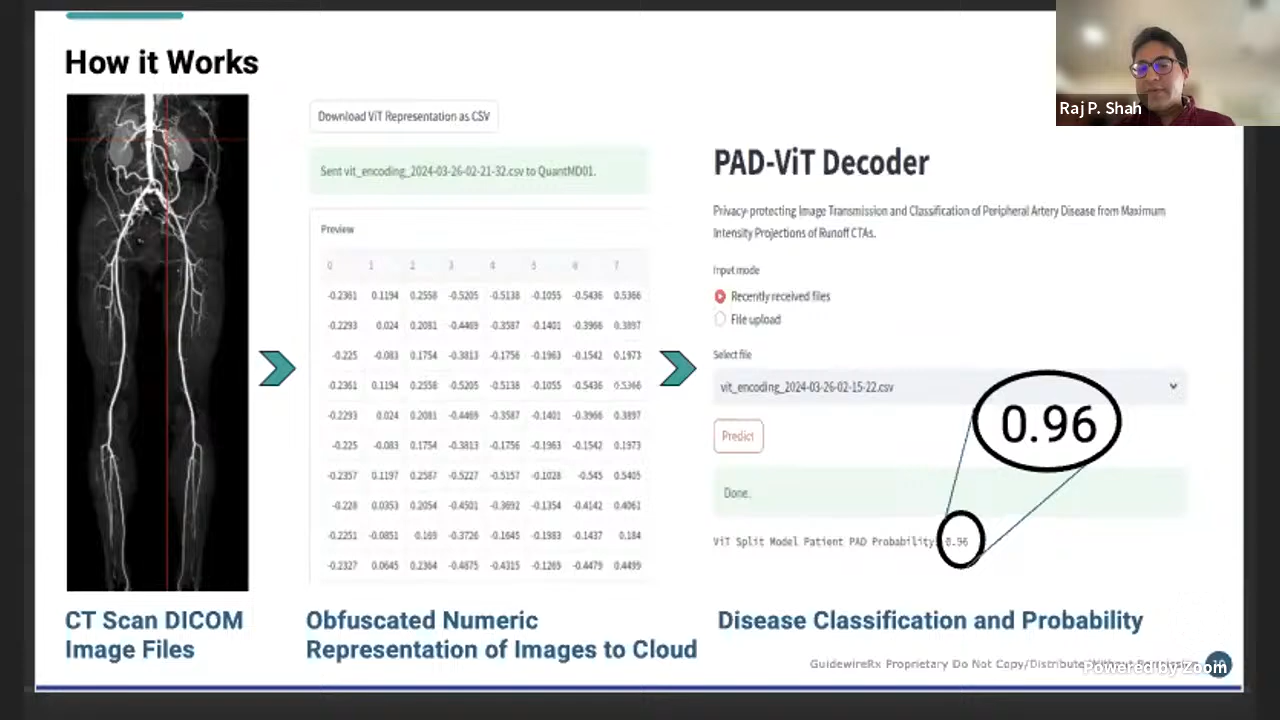 How it Works
Raj P. Shah
Download ViT Representation as CSV
Sent vit_encoding_2024-03-26-02-21-32.csv to QuantMD01.
Preview
0 1 2 3 4 5 6 7
-0.2361 0.1194 0.2558 -0.5205 -0.5138 -0.1055 -0.5436 0.5366
-0.2293 0.024 0.2081 -0.4469 -0.3587 -0.1401 -0.3966 0.3897
-0.225 -0.083 0.1754 -0.3813 -0.1756 -0.1963 -0.1542 0.1973
-0.2361 0.1194 0.2558 -0.5205 -0.5138 -0.1055 -0.5436 0.5366
-0.2293 0.024 0.2081 -0.4469 -0.3587 -0.1401 -0.3966 0.3897
-0.225 -0.083 0.1754 -0.3813 -0.1756 -0.1963 -0.1542 0.1973
-0.2357 0.1197 0.2587 -0.5227 -0.5157 -0.1028 -0.545 0.5405
-0.228 0.0353 0.2054 -0.4501 -0.3692 -0.1354 -0.4142 0.4061
-0.2251 -0.0851 0.169 -0.3726 -0.1645 -0.1983 -0.1437 0.184
-0.2327 0.0645 0.2364 -0.4875 -0.4315 -0.1269 -0.4479 0.4499
PAD-ViT Decoder
Privacy-protecting Image Transmission and Classification of Peripheral Artery Disease from Maximum
Intensity Projections of Runoff CTAs.
Input mode
Recently received files
File upload
Select file
vit_encoding_2024-03-26-02-15-22.csv
0.96
Predict
Done.
ViT Split Model Patient PAD Probability: 0.96
CT Scan DICOM
Image Files
Obfuscated Numeric
Representation of Images to Cloud
Disease Classification and Probability
GuidewireRx Proprietary Do Not Copy/Distribute Without
Powered by Zoom